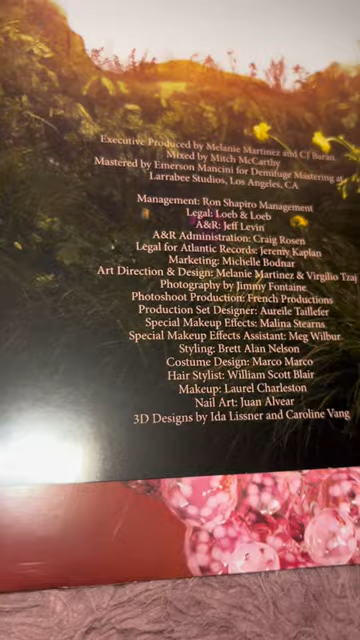 Executive Produced by Melanie Martinez and CJ Baran
Mixed by Mitch McCarthy
Mastered by Emerson Mancini for Demifuge Mastering at
Larrabee Studios, Los Angeles, CA
Management: Ron Shapiro Management
Legal: Loeb & Loeb
A&R: Jeff Levin
A&R Administration: Craig Rosen
Legal for Atlantic Records: Jeremy Kaplan
Marketing: Michelle Bodnar
Art Direction & Design: Melanie Martinez & Virgilio Tzaj
Photography by Jimmy Fontaine
Photoshoot Production: French Productions
Production Set Designer: Aureile Taillefer
Special Makeup Effects: Malina Stearns
Special Makeup Effects Assistant: Meg Wilbur
Styling: Brett Alan Nelson
Costume Design: Marco Marco
Hair Stylist: William Scott Blair
Makeup: Laurel Charleston
Nail Art: Juan Alvear
3D Designs by Ida Lissner and Caroline Vang